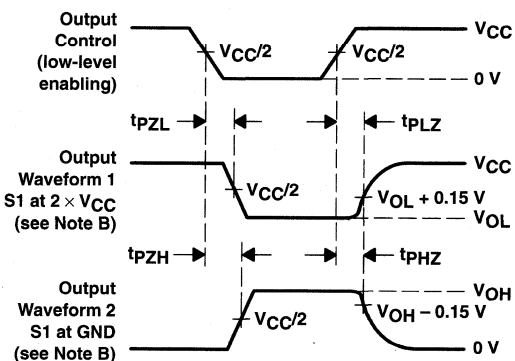 Output
Control
(low-level
enabling)
VCC/2
VCC/2
VCC
0 V
tPZL
tPLZ
Output
Waveform 1
S1 at 2 × VCC
(see Note B)
VCC/2
VCC
VOL + 0.15 V
VOL
tPZH
tPHZ
Output
Waveform 2
S1 at GND
(see Note B)
VCC/2
VOH
VOH − 0.15 V
0 V